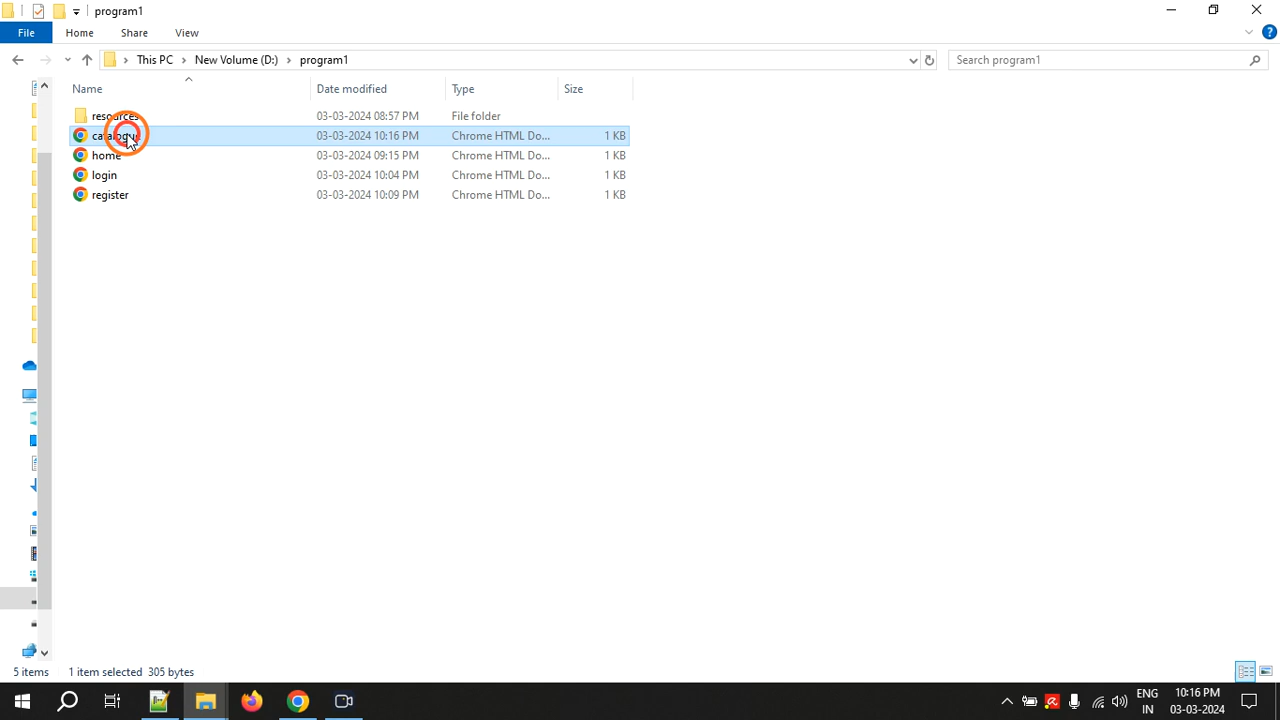 program1
File Home Share View
This PC New Volume (D:) program1 Search program1
Name Date modified Type Size
resources 03-03-2024 08:57 PM File folder
catalogue 03-03-2024 10:16 PM Chrome HTML Do... 1 KB
home 03-03-2024 09:15 PM Chrome HTML Do... 1 KB
login 03-03-2024 10:04 PM Chrome HTML Do... 1 KB
register 03-03-2024 10:09 PM Chrome HTML Do... 1 KB
5 items 1 item selected 305 bytes
ENG 10:16 PM
IN 03-03-2024